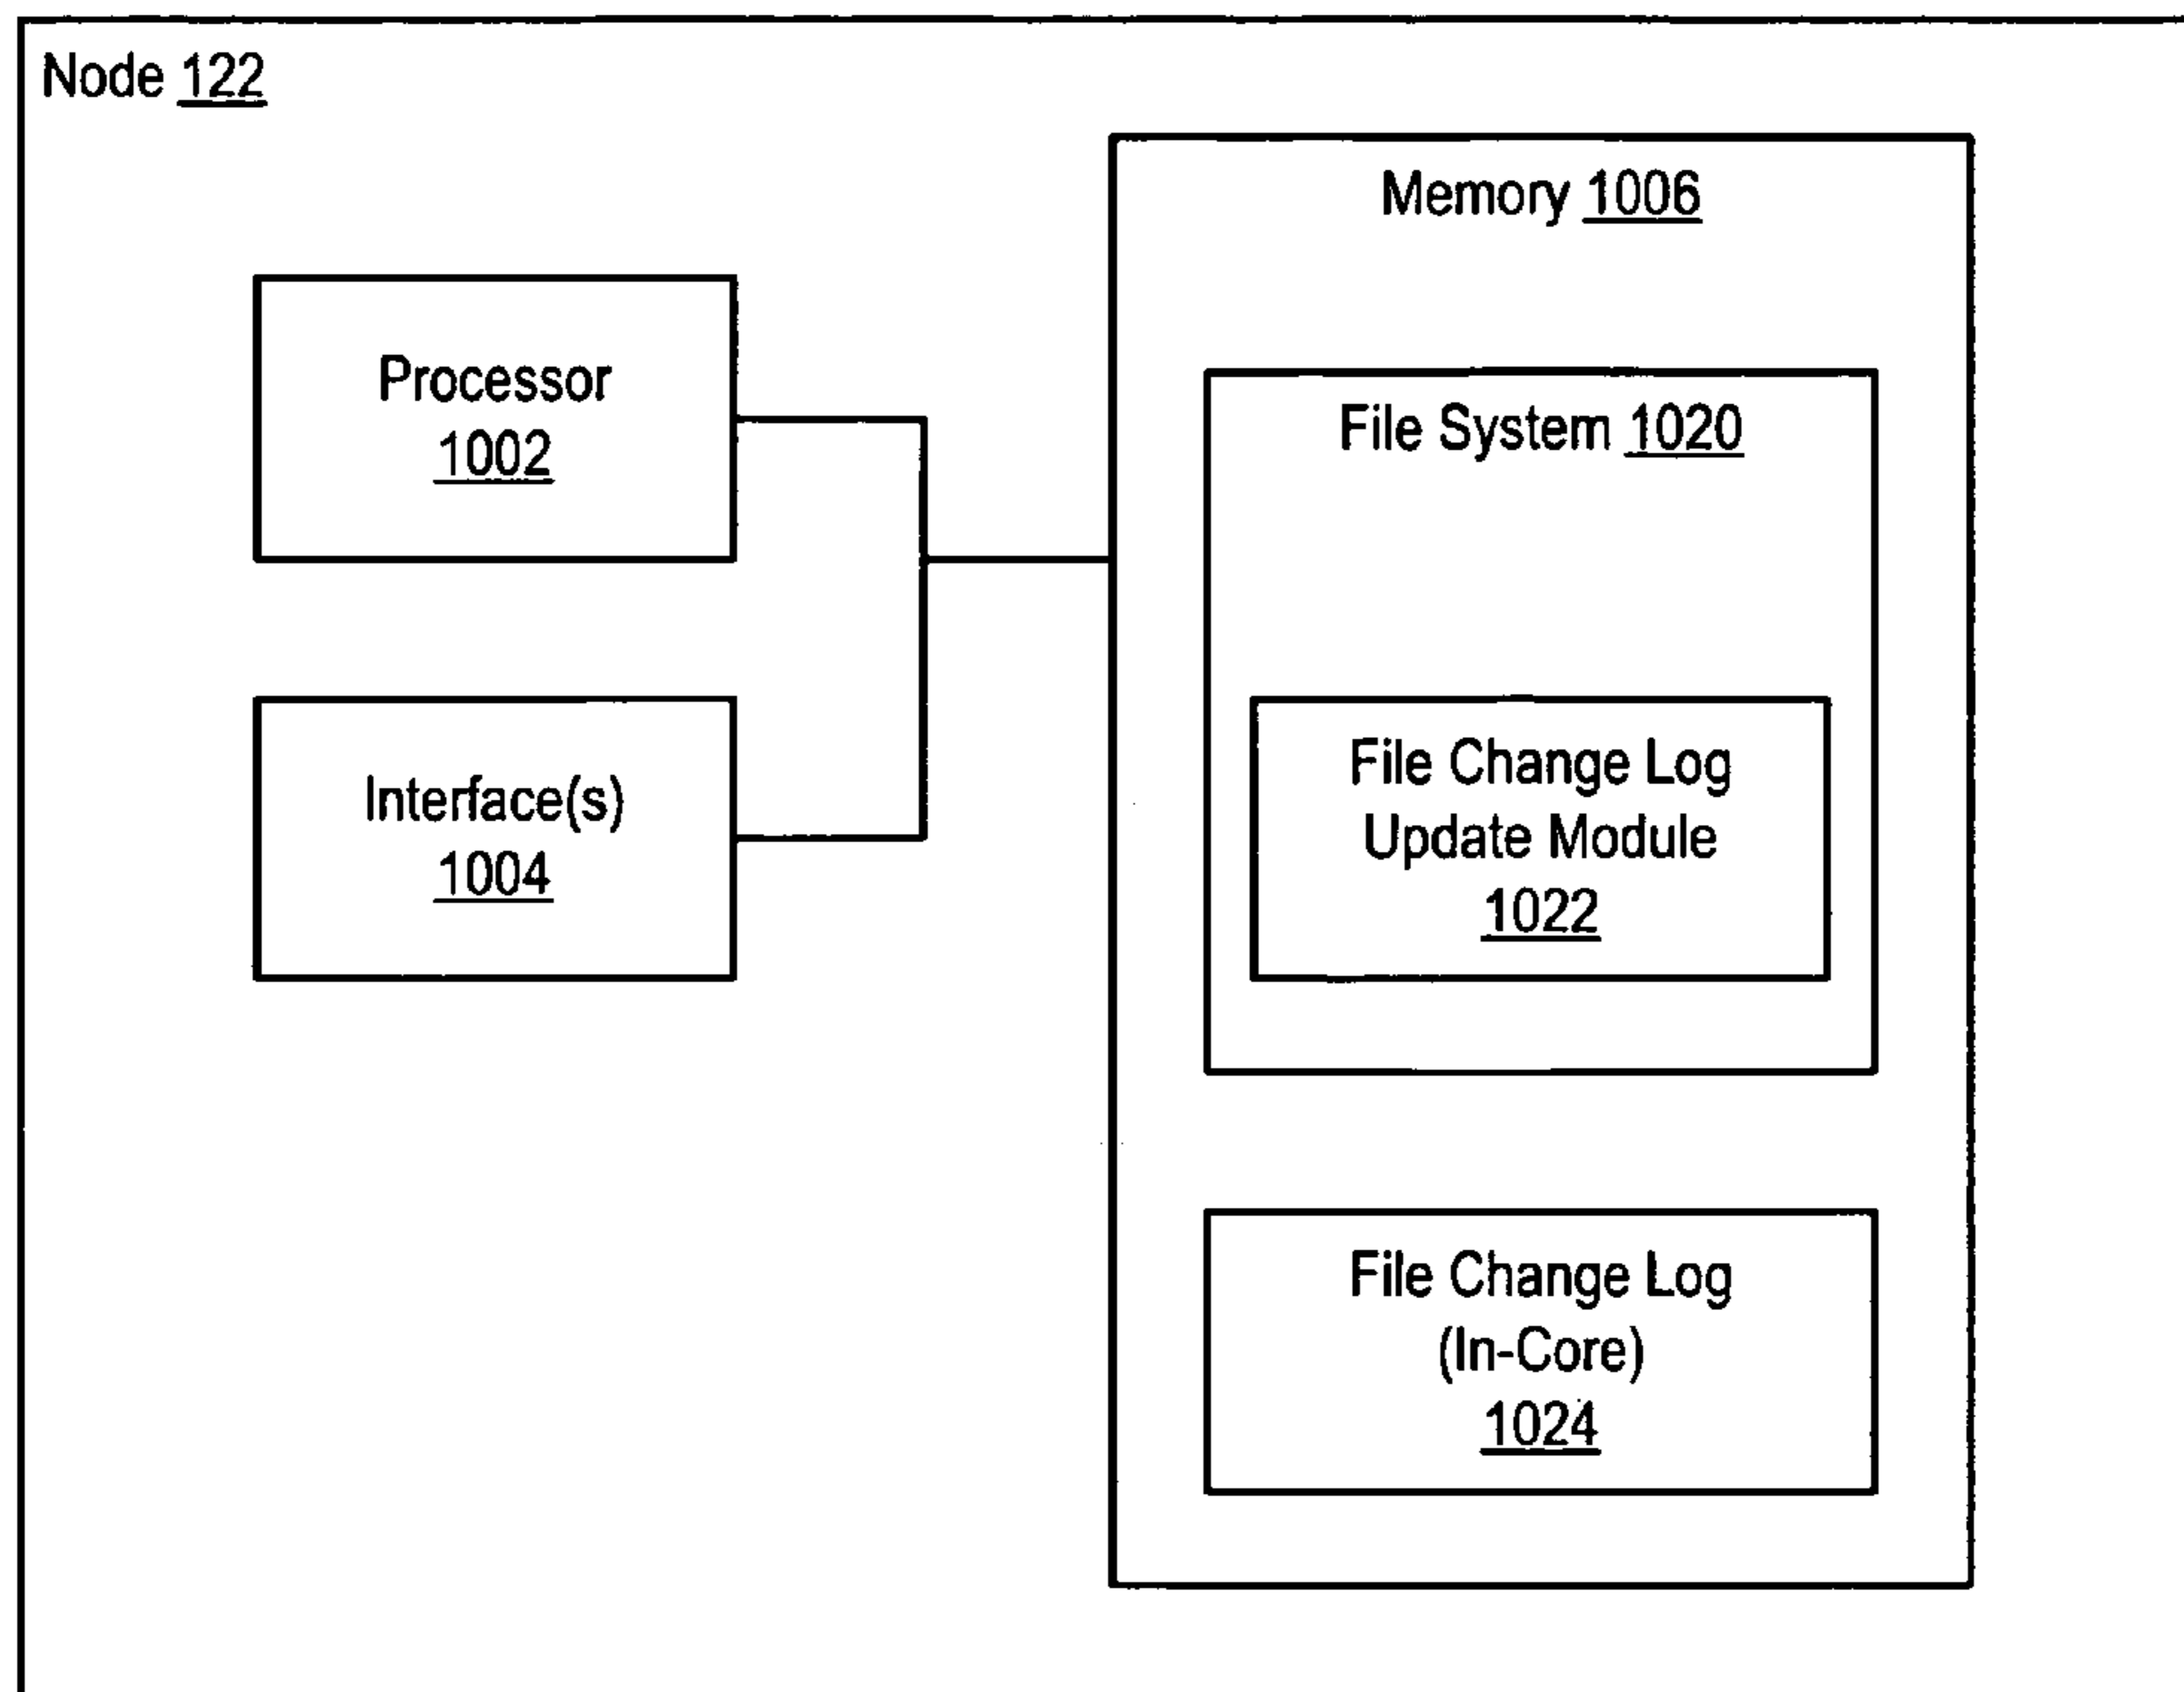 Node 122
Memory 1006
Processor
1002
File System 1020
Interface(s)
1004
File Change Log
Update Module
1022
File Change Log
(In-Core)
1024